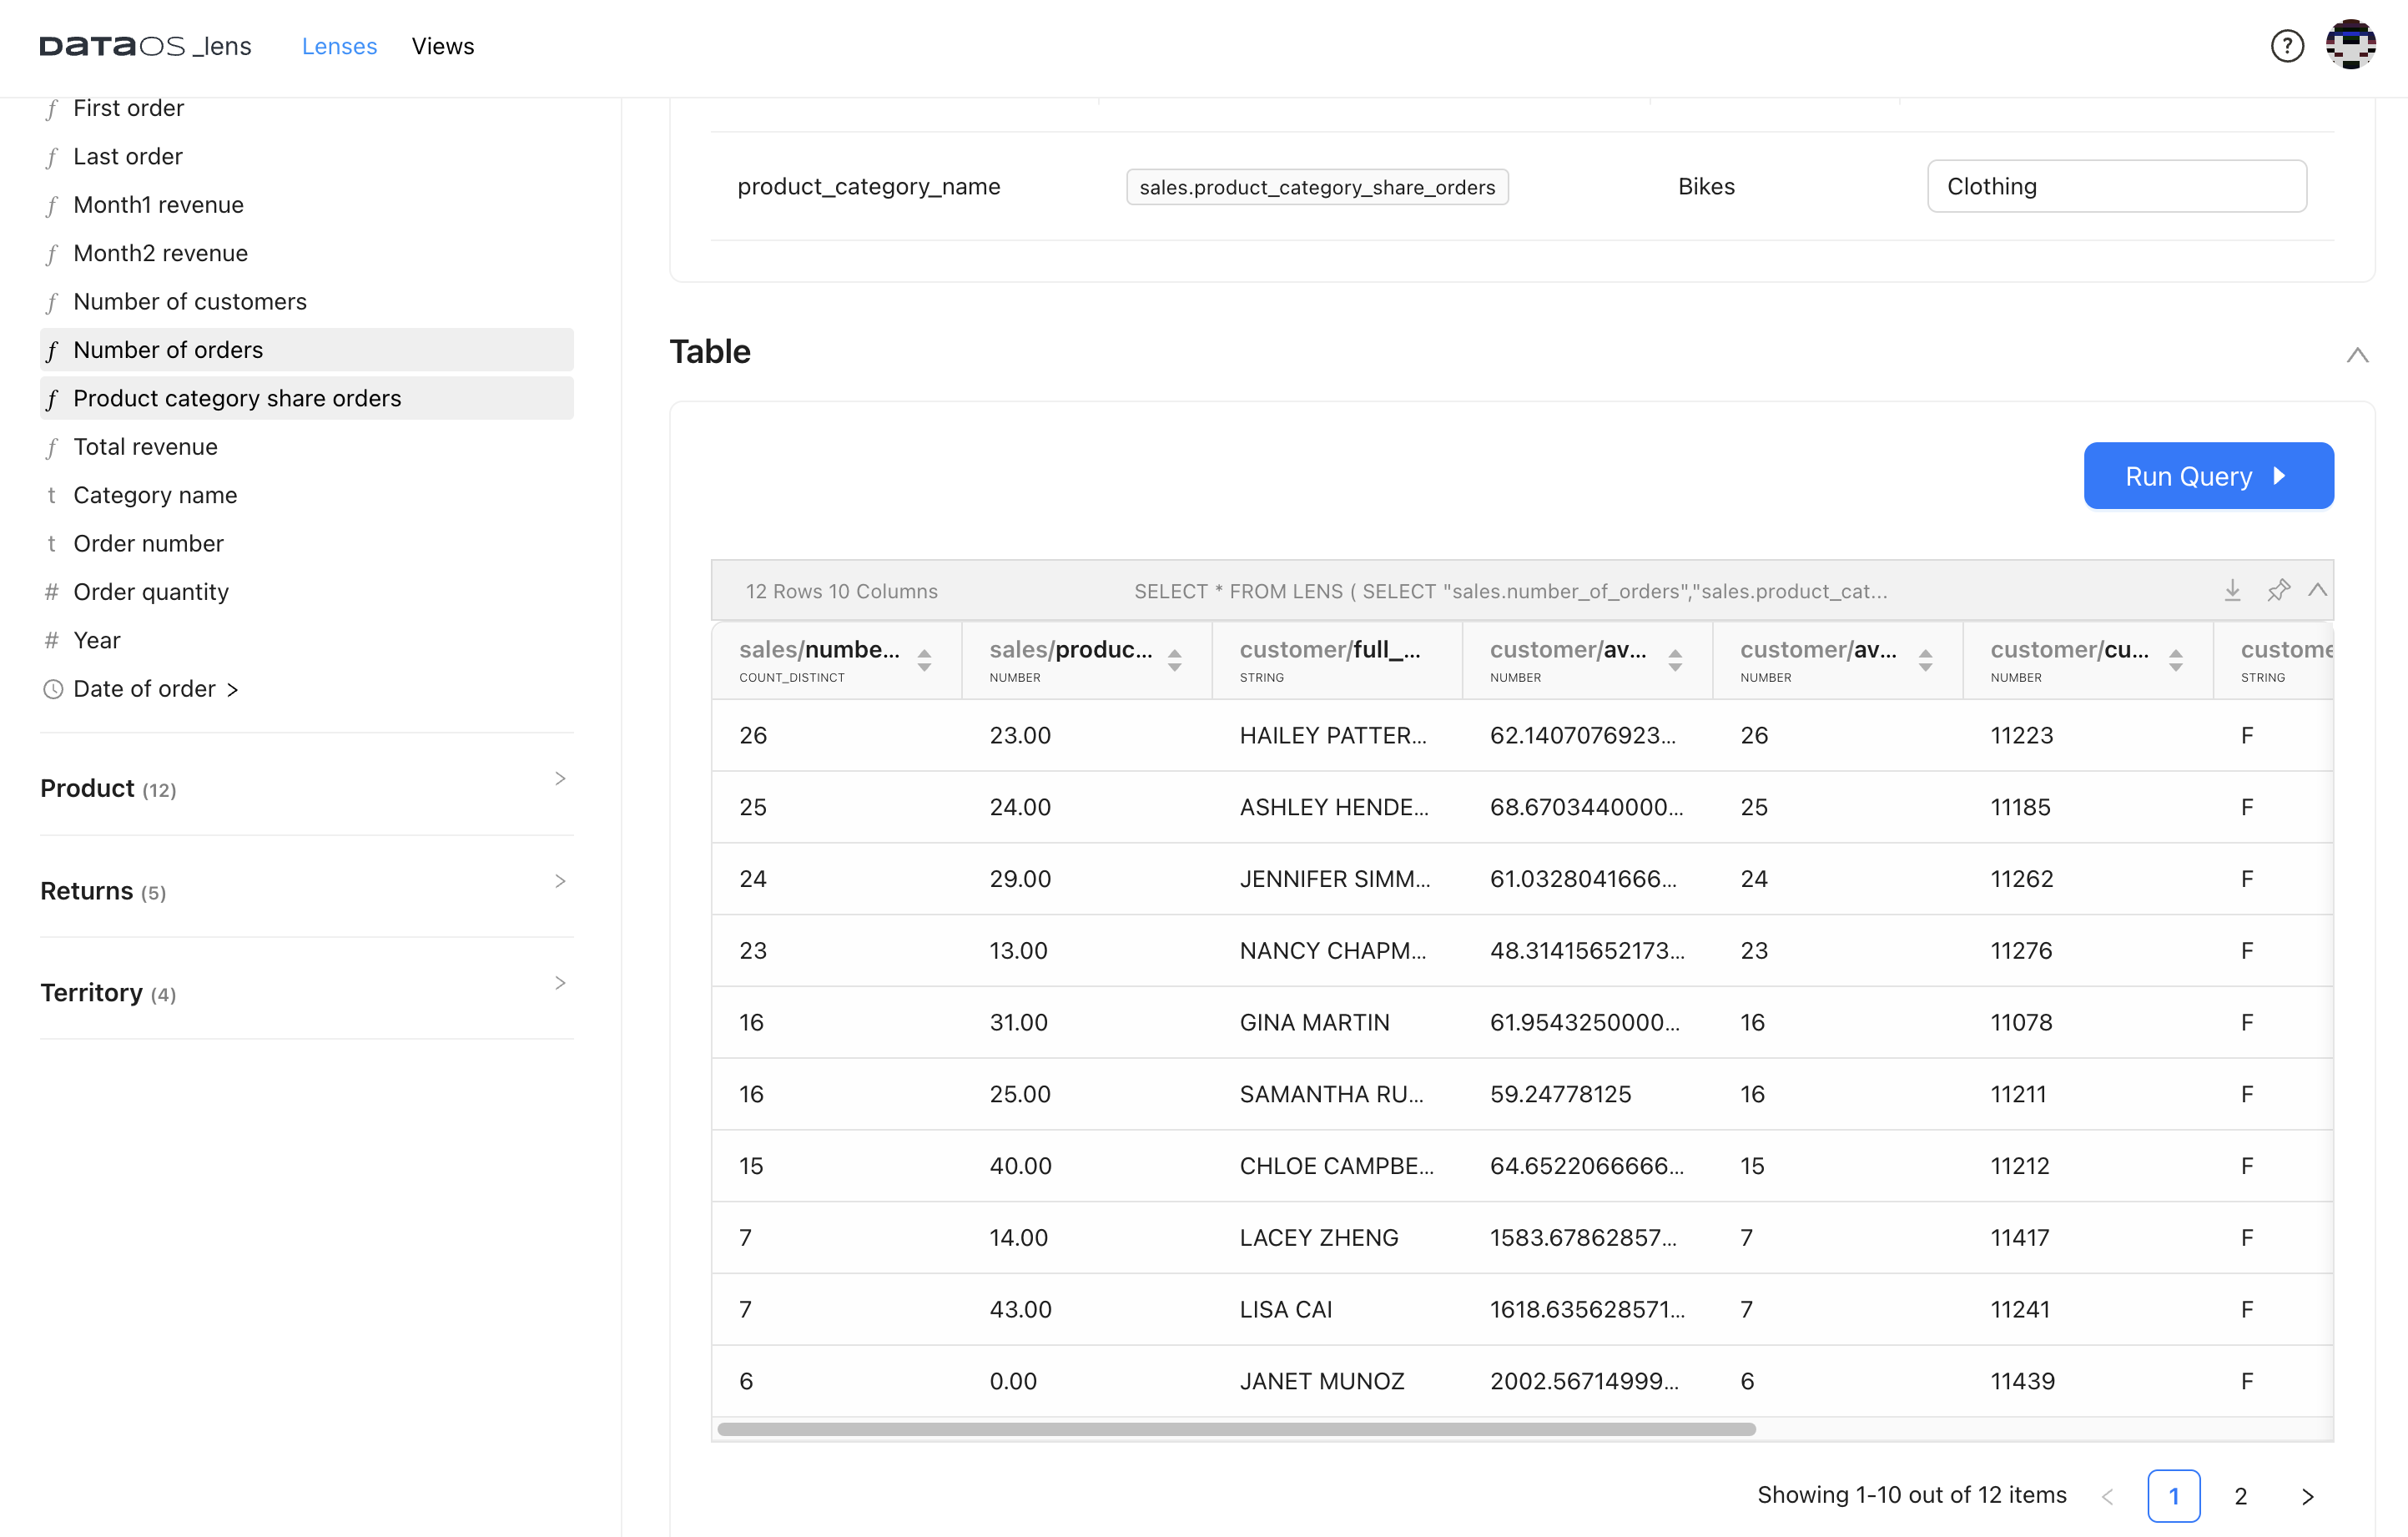 DATAOS _lens
Lenses
Views
?
f First order
f Last order
f Month1 revenue
f Month2 revenue
f Number of customers
f Number of orders
f Product category share orders
f Total revenue
t Category name
t Order number
# Order quantity
# Year
Date of order >
Product (12)
Returns (5)
Territory (4)
product_category_name sales.product_category_share_orders Bikes Clothing
Table
Run Query
12 Rows 10 Columns SELECT * FROM LENS ( SELECT "sales.number_of_orders","sales.product_cat...
sales/numbe... sales/produc... customer/full_... customer/av... customer/av... customer/cu... custome
COUNT_DISTINCT NUMBER STRING NUMBER NUMBER NUMBER STRING
26 23.00 HAILEY PATTER... 62.1407076923... 26 11223 F
25 24.00 ASHLEY HENDE... 68.6703440000... 25 11185 F
24 29.00 JENNIFER SIMM... 61.0328041666... 24 11262 F
23 13.00 NANCY CHAPM... 48.31415652173... 23 11276 F
16 31.00 GINA MARTIN 61.9543250000... 16 11078 F
16 25.00 SAMANTHA RU... 59.24778125 16 11211 F
15 40.00 CHLOE CAMPBE... 64.6522066666... 15 11212 F
7 14.00 LACEY ZHENG 1583.67862857... 7 11417 F
7 43.00 LISA CAI 1618.635628571... 7 11241 F
6 0.00 JANET MUNOZ 2002.56714999... 6 11439 F
Showing 1-10 out of 12 items < 1 2 >